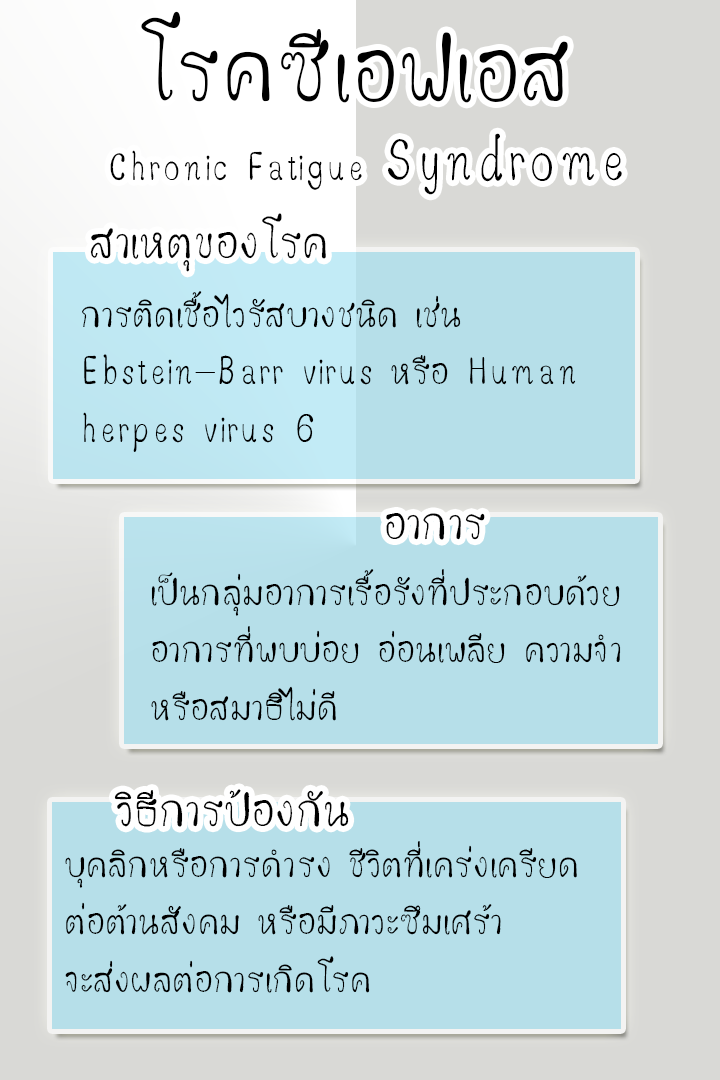 โรคซีเอฟเอส
Chronic Fatigue Syndrome
สาเหตุของโรค
การติดเชื้อไวรัสบางชนิด เช่น
Ebstein-Barr virus หรือ Human
herpes virus 6
อาการ
เป็นกลุ่มอาการเรื้อรังที่ประกอบด้วย
อาการที่พบบ่อย อ่อนเพลีย ความจำ
หรือสมาธิไม่ดี
วิธีการป้องกัน
บุคลิกหรือการดำรง ชีวิตที่เคร่งเครียด
ต่อต้านสังคม หรือมีภาวะซึมเศร้า
จะส่งผลต่อการเกิดโรค